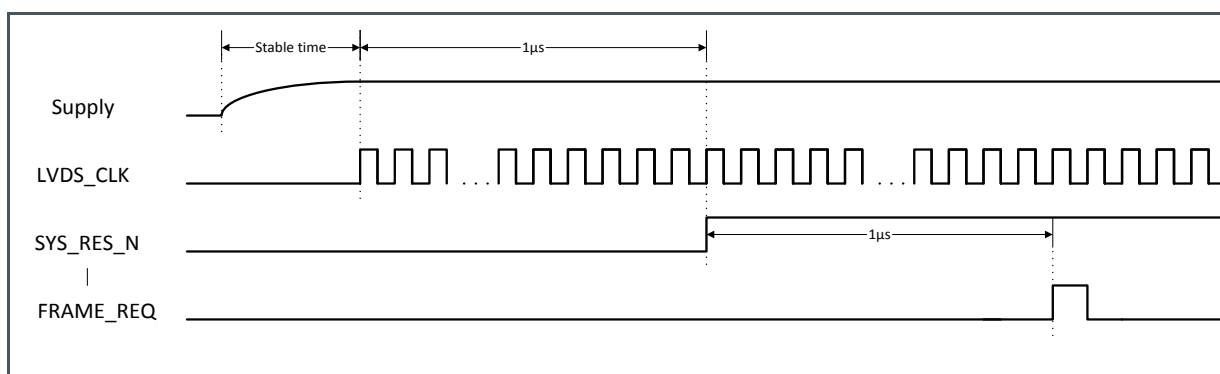 Stable time
1μs
Supply
LVDS_CLK
. . .
. . .
SYS_RES_N
1μs
FRAME_REQ